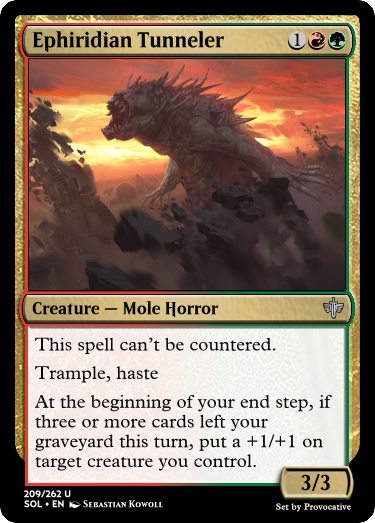 Ephiridian Tunneler 1
Creature — Mole Horror
This spell can't be countered.
Trample, haste
At the beginning of your end step, if
three or more cards left your
graveyard this turn, put a +1/+1 on
target creature you control.
3/3
209/262 U
SOL • EN Sebastian Kowoll
Set by Provocative